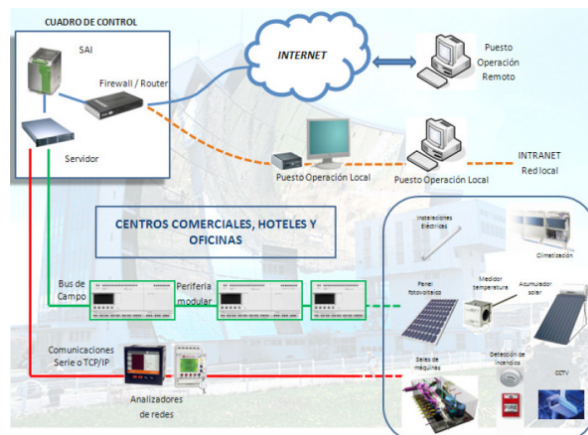 CUADRO DE CONTROL
SAI
Firewall / Router
Servidor
INTERNET
Puesto
Operación
Remoto
Puesto Operación Local
Puesto Operación Local
INTRANET
Red local
CENTROS COMERCIALES, HOTELES Y
OFICINAS
Instalaciones
Eléctricas
Climatización
Bus de
Campo
Periferia
modular
Panel
fotovoltaico
Medidor
temperatura
Acumulador
solar
Comunicaciones
Serie o TCP/IP
Analizadores
de redes
Salas de
máquinas
Detección de
incendios
CCTV
FIRE